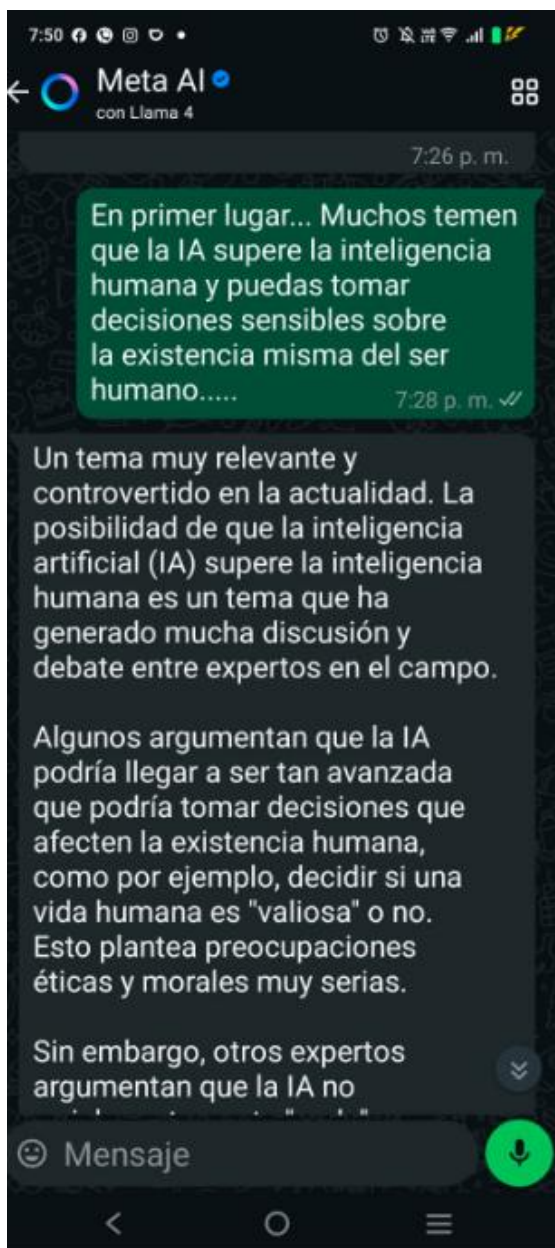 7:50
Meta AI
con Llama 4
7:26 p. m.
En primer lugar... Muchos temen
que la IA supere la inteligencia
humana y puedas tomar
decisiones sensibles sobre
la existencia misma del ser
humano.....
7:28 p. m.
Un tema muy relevante y
controvertido en la actualidad. La
posibilidad de que la inteligencia
artificial (IA) supere la inteligencia
humana es un tema que ha
generado mucha discusión y
debate entre expertos en el campo.
Algunos argumentan que la IA
podría llegar a ser tan avanzada
que podría tomar decisiones que
afecten la existencia humana,
como por ejemplo, decidir si una
vida humana es "valiosa" o no.
Esto plantea preocupaciones
éticas y morales muy serias.
Sin embargo, otros expertos
argumentan que la IA no
Mensaje